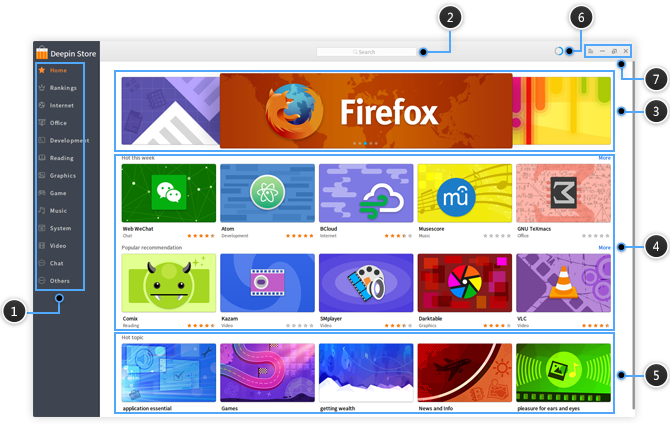 2
6
Deepin Store
Search
7
Home
Rankings
Internet
Office
Development
Reading
Graphics
Game
Music
System
Video
Chat
Others
1
Firefox
3
Hot this week
More
mu
Web WeChat
Atom
BCloud
Musescore
GNU TeXmacs
Chat
Development
Internet
Music
Office
Popular recommendation
More
4
Comix
Kazam
SMplayer
Darktable
VLC
Reading
Video
Video
Graphics
Video
Hot topic
5
application essential
Games
getting wealth
News and Info
pleasure for ears and eyes